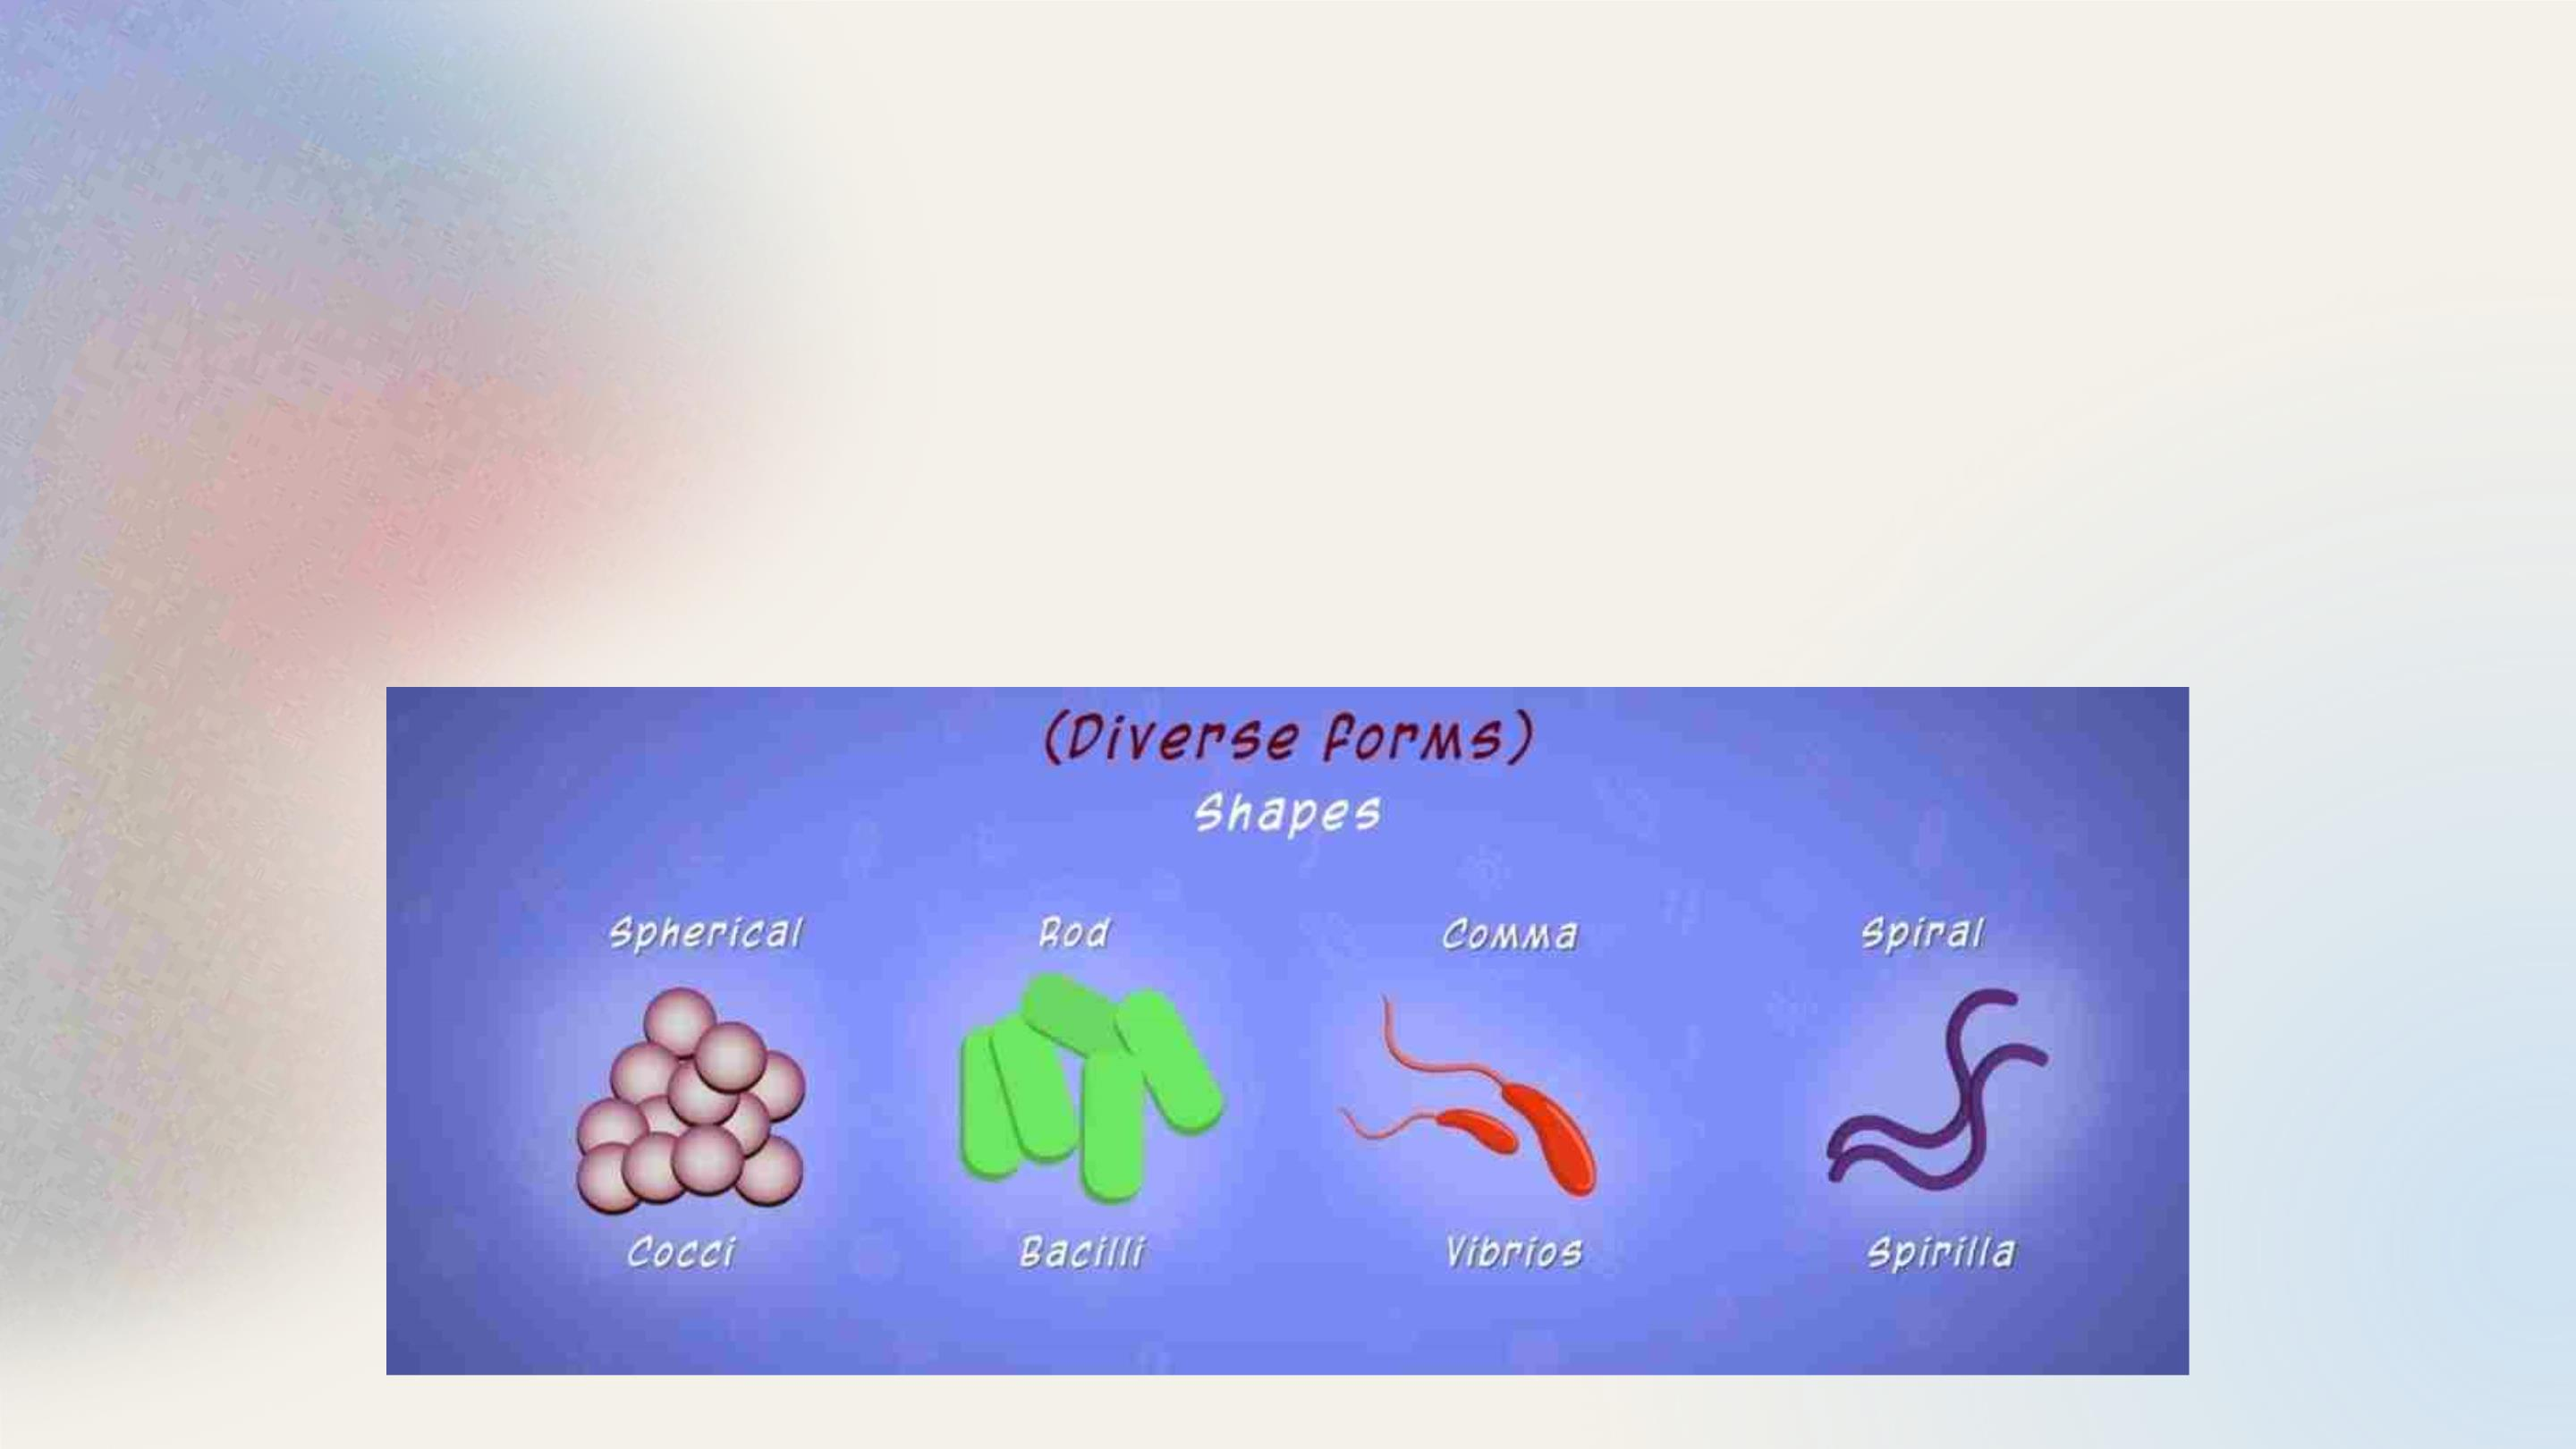 (Diverse forms)
Shapes
Spherical Rod Comma Spiral
Cocci Bacilli Vibrios Spirilla